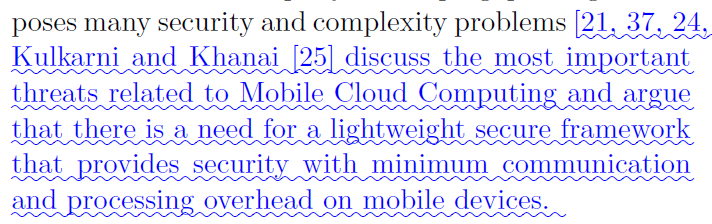 poses many security and complexity problems [21, 37, 24,
Kulkarni and Khanai [25] discuss the most important
threats related to Mobile Cloud Computing and argue
that there is a need for a lightweight secure framework
that provides security with minimum communication
and processing overhead on mobile devices.